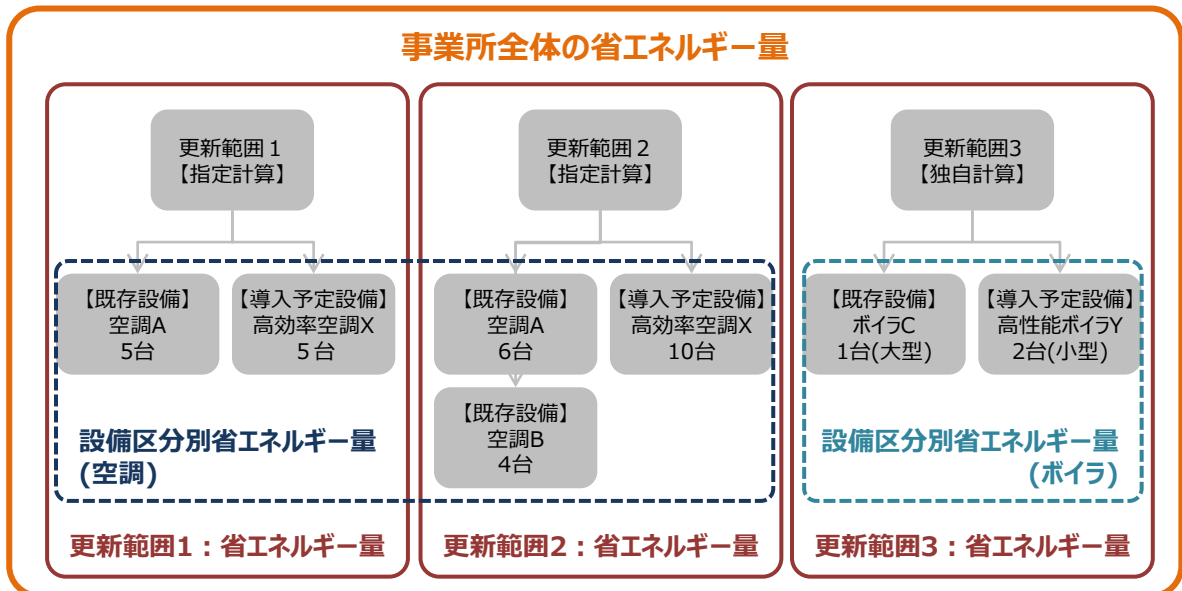 事業所全体の省エネルギー量
更新範囲１
【指定計算】
【既存設備】
空調A
5台
【導入予定設備】
高効率空調X
５台
更新範囲２
【指定計算】
【既存設備】
空調A
6台
【導入予定設備】
高効率空調X
10台
【既存設備】
空調B
4台
更新範囲3
【独自計算】
【既存設備】
ボイラC
1台(大型)
【導入予定設備】
高性能ボイラY
2台(小型)
設備区分別省エネルギー量
(空調)
設備区分別省エネルギー量
(ボイラ)
更新範囲1：省エネルギー量
更新範囲2：省エネルギー量
更新範囲3：省エネルギー量